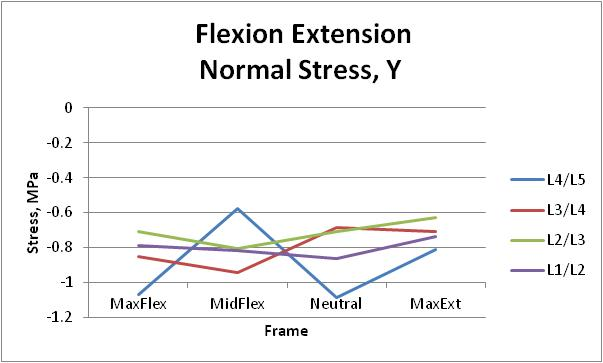 Flexion Extension
Normal Stress, Y
0
-0.2
-0.4
-0.6
-0.8
-1
-1.2
Stress, MPa
MaxFlex MidFlex Neutral MaxExt
Frame
L4/L5
L3/L4
L2/L3
L1/L2